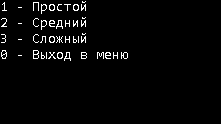 1 - Простой
2 - Средний
3 - Сложный
0 - Выход в меню